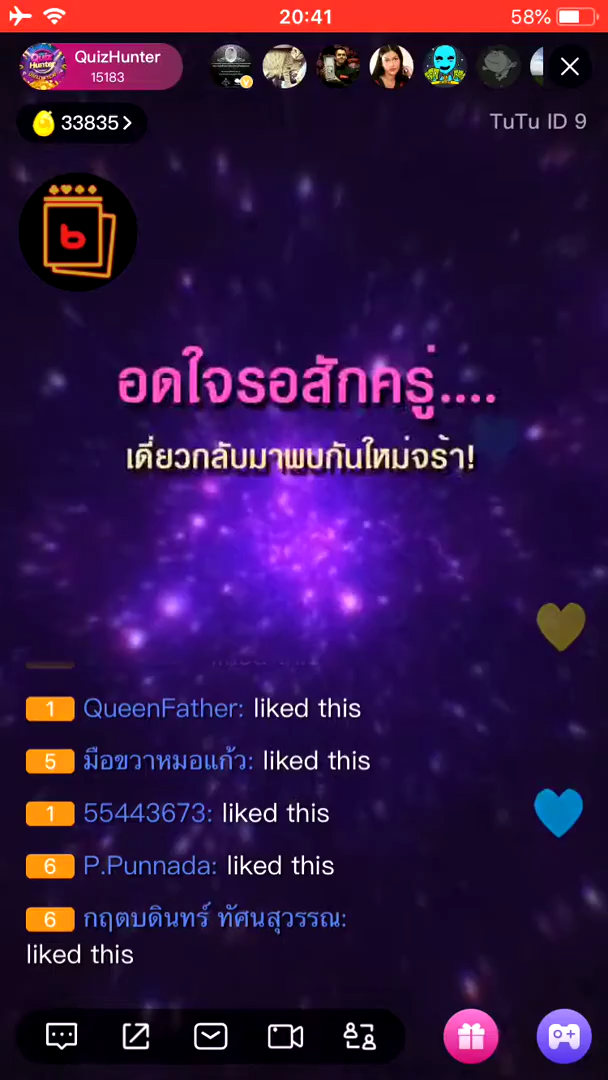 20:41
58%
QuizHunter
15183
33835
TuTu ID 9
b
อดใจรอสักครู่....
เดี่ยวกลับมาพบกันใหม่จร้า!
1 QueenFather: liked this
5 มือขวาหมอแก้ว: liked this
1 55443673: liked this
6 P.Punnada: liked this
6 กฤตบดินทร์ ทัศนสุวรรณ:
liked this